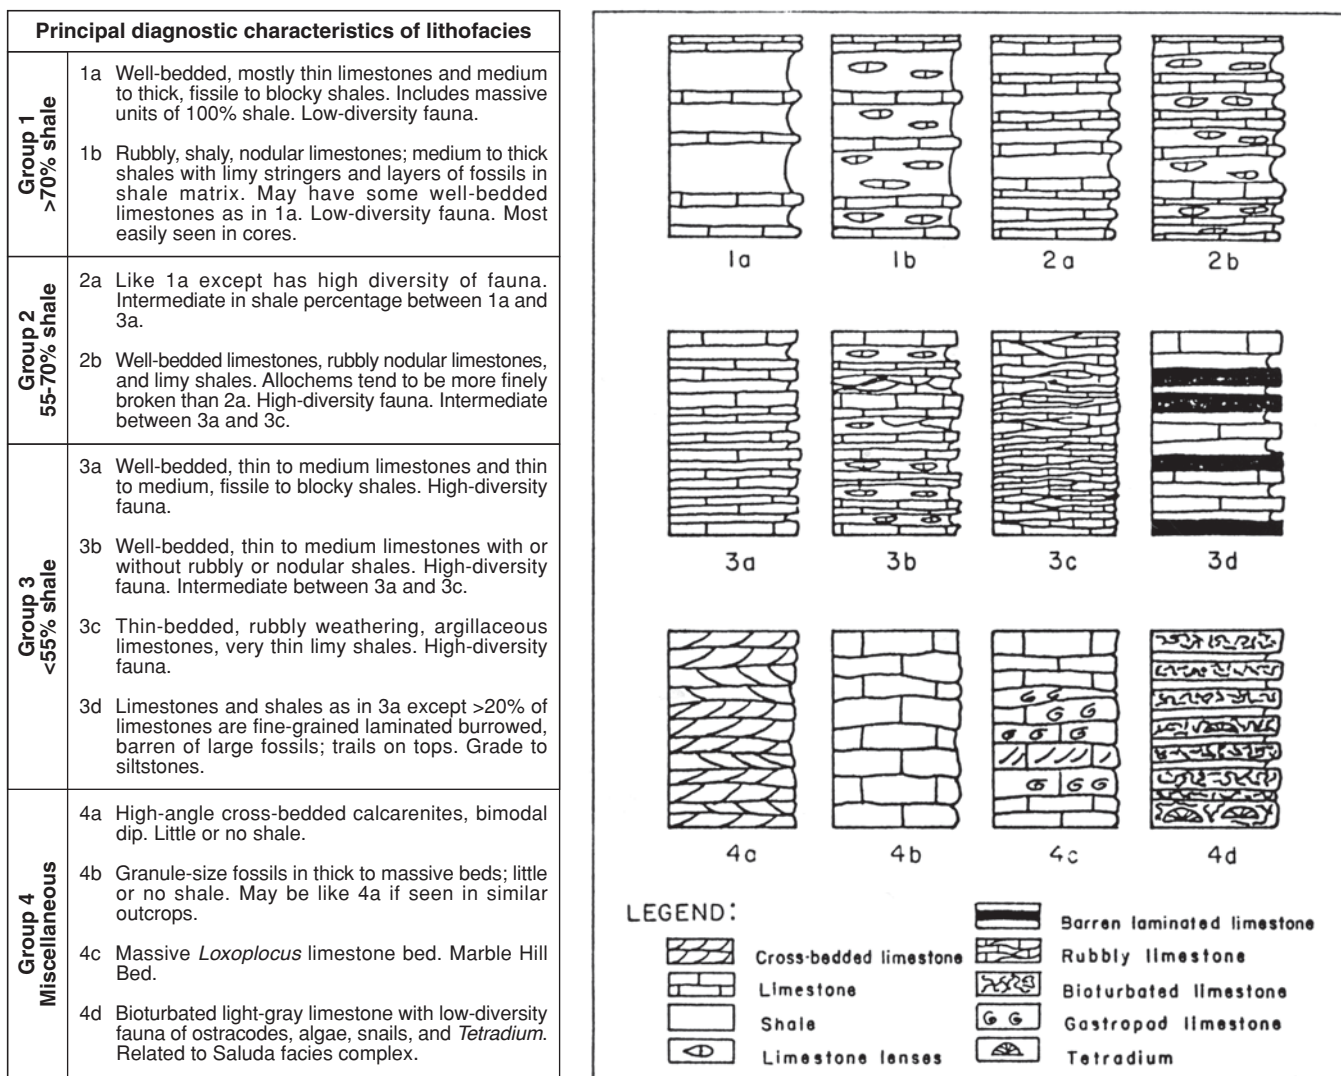 Principal diagnostic characteristics of lithofacies
Group 1
>70% shale
1a Well-bedded, mostly thin limestones and medium
to thick, fissile to blocky shales. Includes massive
units of 100% shale. Low-diversity fauna.
1b Rubbly, shaly, nodular limestones; medium to thick
shales with limy stringers and layers of fossils in
shale matrix. May have some well-bedded
limestones as in 1a. Low-diversity fauna. Most
easily seen in cores.
Group 2
55-70% shale
2a Like 1a except has high diversity of fauna.
Intermediate in shale percentage between 1a and
3a.
2b Well-bedded limestones, rubbly nodular limestones,
and limy shales. Allochems tend to be more finely
broken than 2a. High-diversity fauna. Intermediate
between 3a and 3c.
Group 3
<55% shale
3a Well-bedded, thin to medium limestones and thin
to medium, fissile to blocky shales. High-diversity
fauna.
3b Well-bedded, thin to medium limestones with or
without rubbly or nodular shales. High-diversity
fauna. Intermediate between 3a and 3c.
3c Thin-bedded, rubbly weathering, argillaceous
limestones, very thin limy shales. High-diversity
fauna.
3d Limestones and shales as in 3a except >20% of
limestones are fine-grained laminated burrowed,
barren of large fossils; trails on tops. Grade to
siltstones.
Group 4
Miscellaneous
4a High-angle cross-bedded calcarenites, bimodal
dip. Little or no shale.
4b Granule-size fossils in thick to massive beds; little
or no shale. May be like 4a if seen in similar
outcrops.
4c Massive Loxoplocus limestone bed. Marble Hill
Bed.
4d Bioturbated light-gray limestone with low-diversity
fauna of ostracodes, algae, snails, and Tetradium.
Related to Saluda facies complex.
1a 1b 2a 2b
3a 3b 3c 3d
4a 4b 4c 4d
LEGEND:
Cross-bedded limestone
Limestone
Shale
Limestone lenses
Barren laminated limestone
Rubbly limestone
Bioturbated limestone
Gastropod limestone
Tetradium